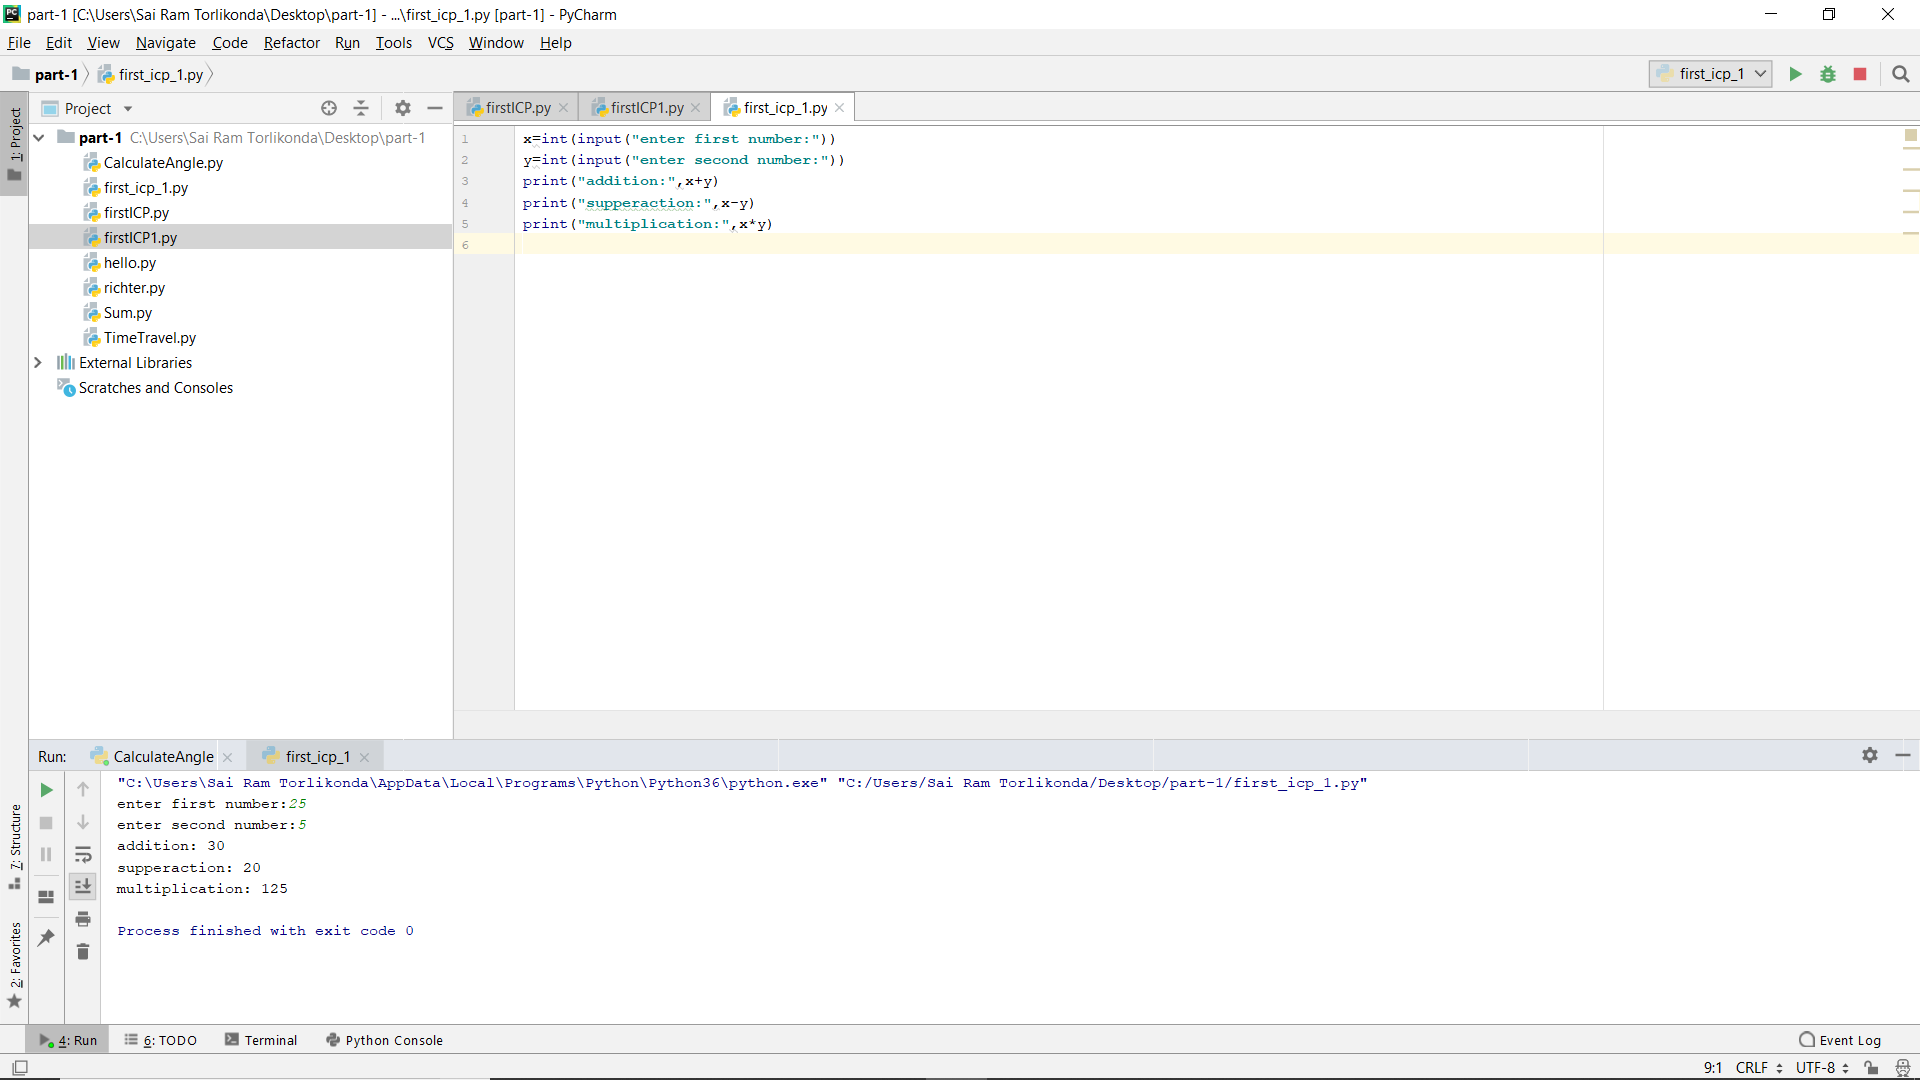 part-1 [C:\Users\Sai Ram Torlikonda\Desktop\part-1] - ...\first_icp_1.py [part-1] - PyCharm
File Edit View Navigate Code Refactor Run Tools VCS Window Help
part-1 first_icp_1.py first_icp_1
Project
firstICP.py firstICP1.py first_icp_1.py
1: Project
part-1 C:\Users\Sai Ram Torlikonda\Desktop\part-1
CalculateAngle.py
first_icp_1.py
firstICP.py
firstICP1.py
hello.py
richter.py
Sum.py
TimeTravel.py
External Libraries
Scratches and Consoles
1 x=int(input("enter first number:"))
2 y=int(input("enter second number:"))
3 print("addition:",x+y)
4 print("supperaction:",x-y)
5 print("multiplication:",x*y)
6
Run: CalculateAngle first_icp_1
"C:\Users\Sai Ram Torlikonda\AppData\Local\Programs\Python\Python36\python.exe" "C:/Users/Sai Ram Torlikonda/Desktop/part-1/first_icp_1.py"
enter first number:25
enter second number:5
addition: 30
supperaction: 20
multiplication: 125
Process finished with exit code 0
7: Structure
2: Favorites
4: Run 6: TODO Terminal Python Console Event Log
9:1 CRLF UTF-8